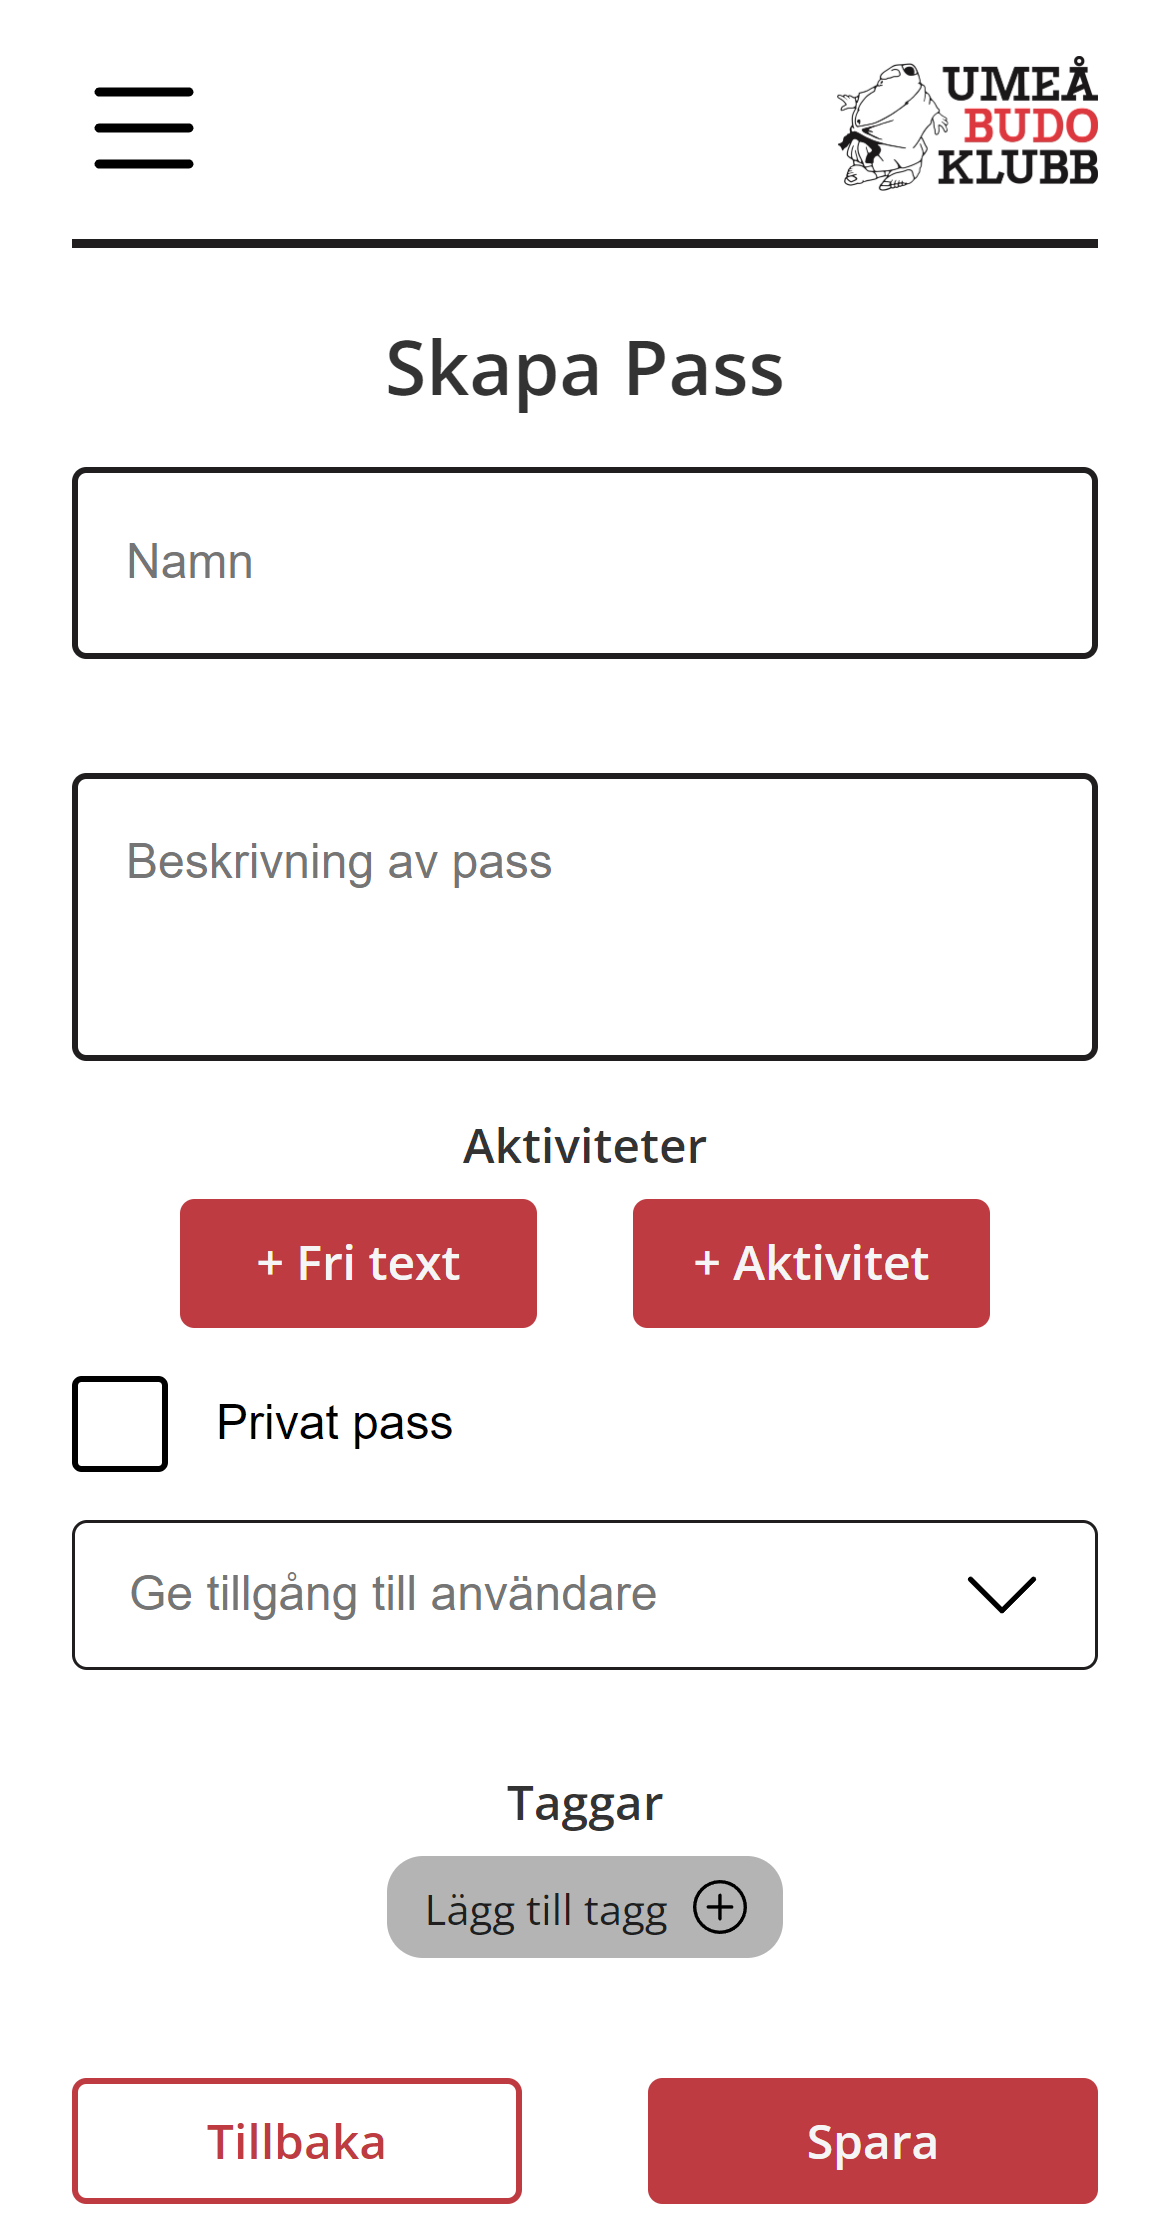 UMEÅ
BUDO
KLUBB
Skapa Pass
Namn
Beskrivning av pass
Aktiviteter
+ Fri text
+ Aktivitet
Privat pass
Ge tillgång till användare
Taggar
Lägg till tagg
Tillbaka
Spara